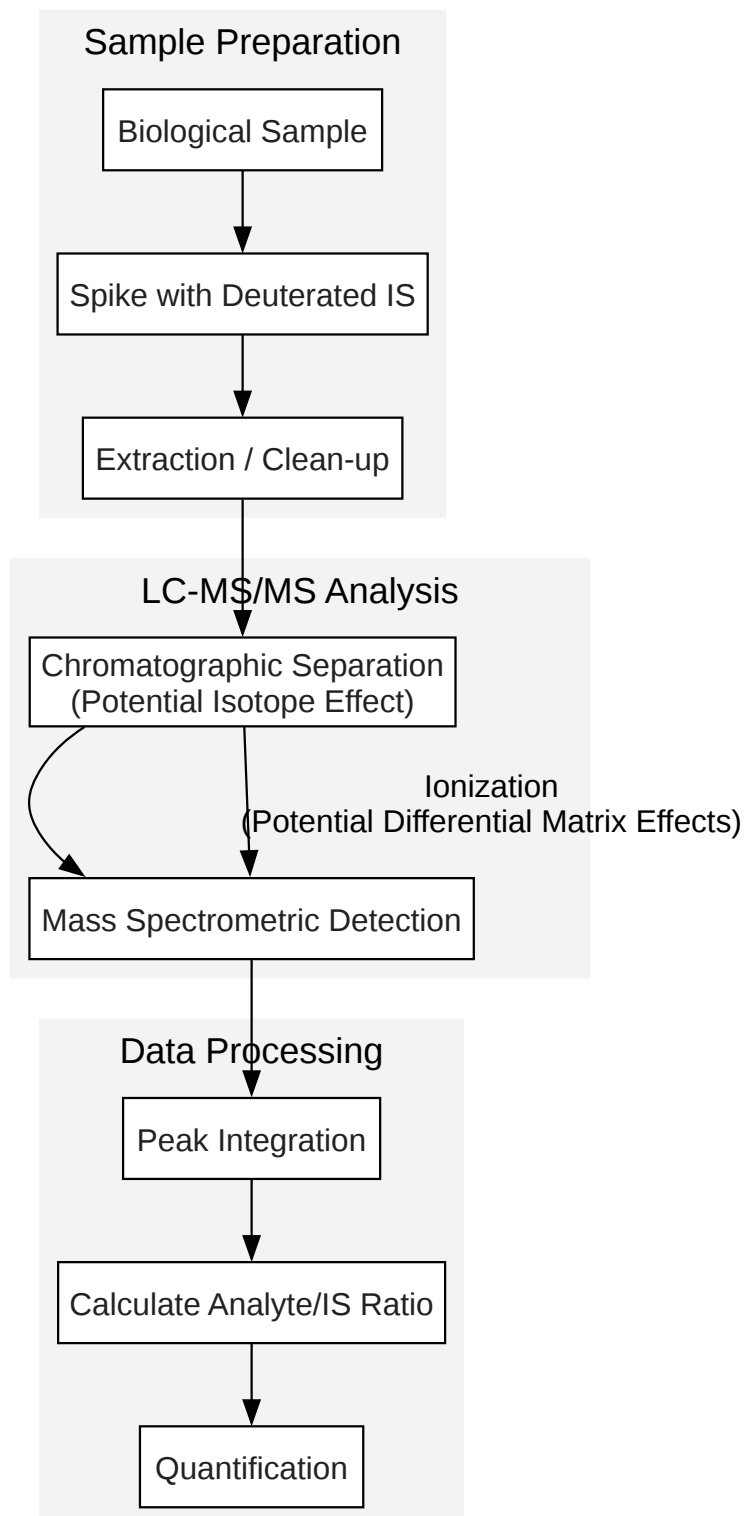 Sample Preparation
Biological Sample
Spike with Deuterated IS
Extraction / Clean-up
LC-MS/MS Analysis
Chromatographic Separation
(Potential Isotope Effect)
Ionization
(Potential Differential Matrix Effects)
Mass Spectrometric Detection
Data Processing
Peak Integration
Calculate Analyte/IS Ratio
Quantification